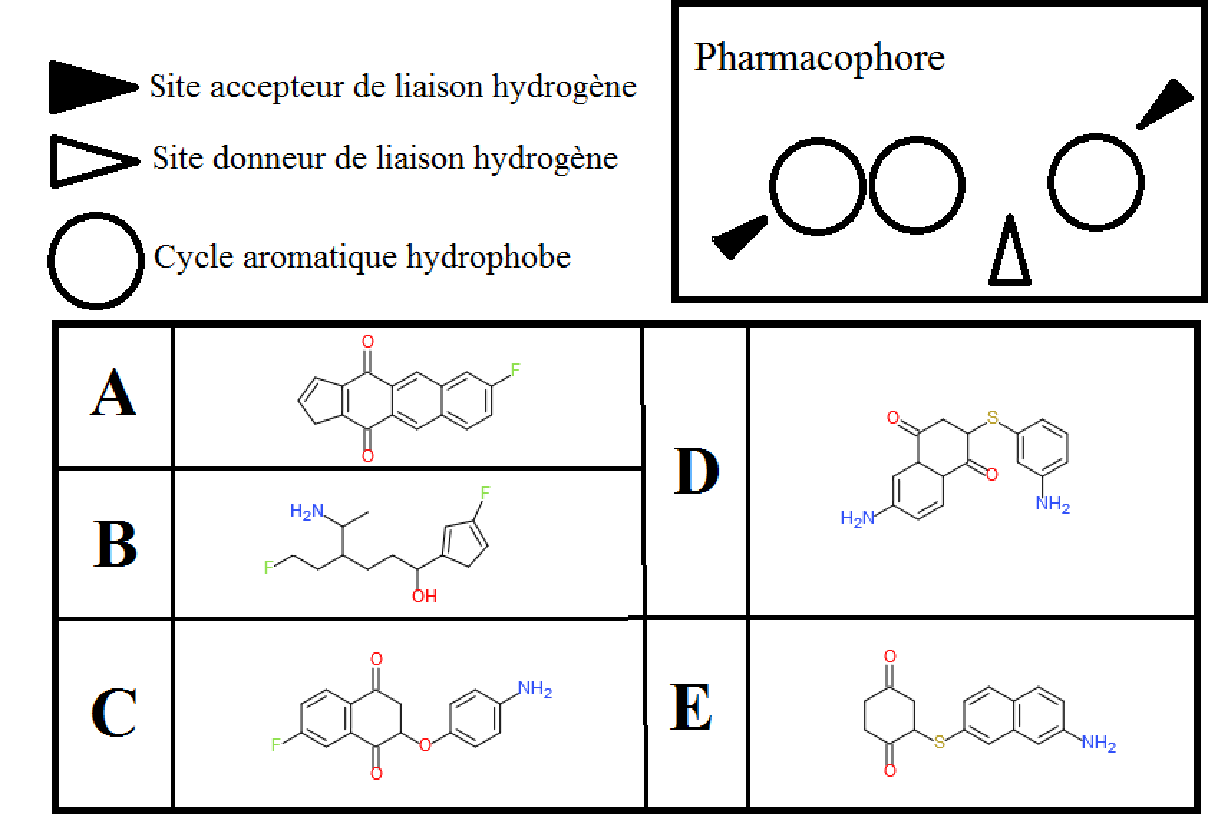 Pharmacophore
Site accepteur de liaison hydrogène
Site donneur de liaison hydrogène
Cycle aromatique hydrophobe
A
O
F
O
B
H₂N
F
F
OH
C
O
NH₂
F
O
O
D
O
S
O
H₂N
NH₂
E
O
S
NH₂
O